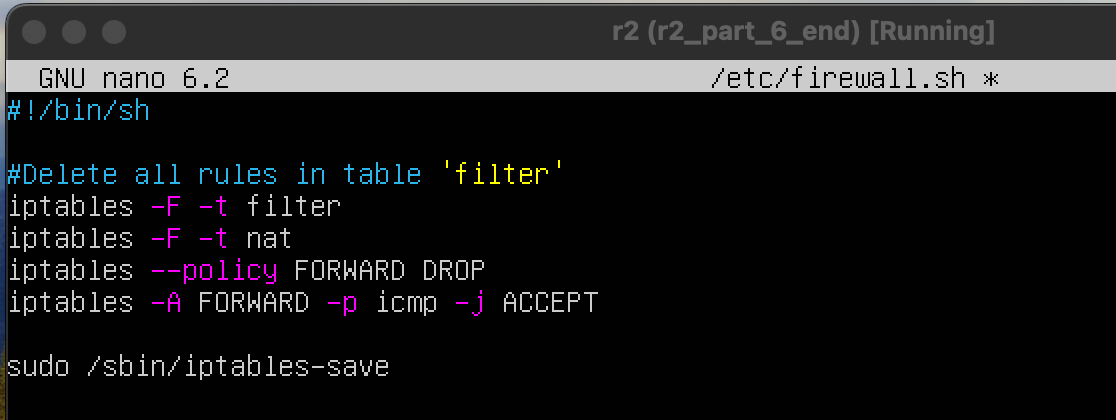 r2 (r2_part_6_end) [Running]
GNU nano 6.2 /etc/firewall.sh *
#!/bin/sh
#Delete all rules in table 'filter'
iptables -F -t filter
iptables -F -t nat
iptables --policy FORWARD DROP
iptables -A FORWARD -p icmp -j ACCEPT
sudo /sbin/iptables-save